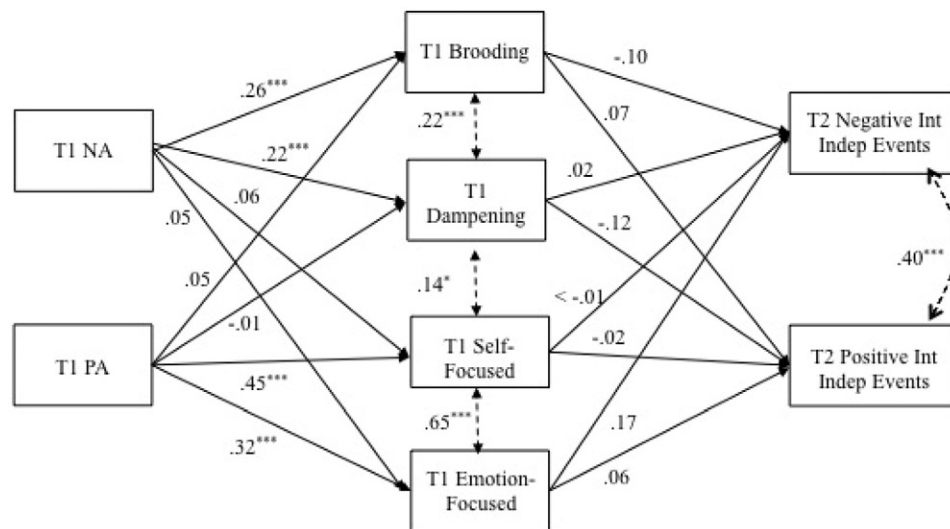 T1 Brooding
-.10
.26***
.07
.22***
T2 Negative Int
Indep Events
T1 NA
.22***
.02
T1
Dampening
.06
.05
-.12
.40***
.14*
.05
< -.01
-.01
-.02
T1 PA
T1 Self-
Focused
T2 Positive Int
Indep Events
.45***
.65***
.17
.32***
.06
T1 Emotion-
Focused